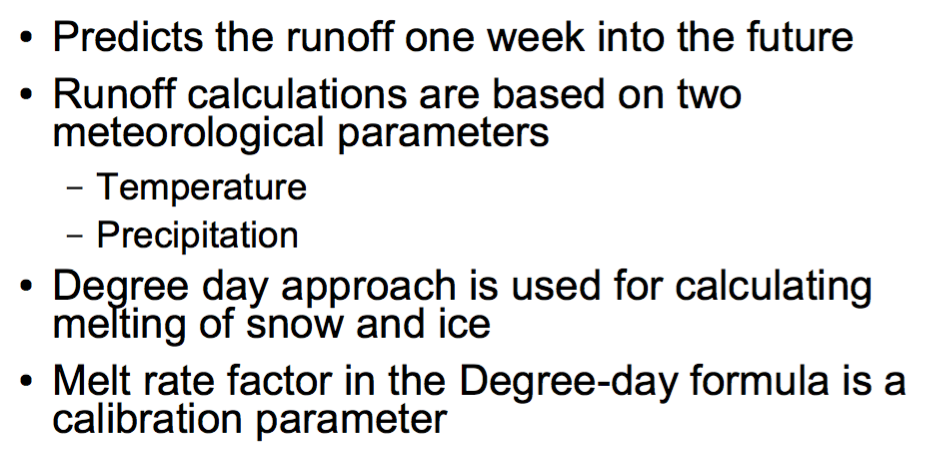 • Predicts the runoff one week into the future
• Runoff calculations are based on two
meteorological parameters
– Temperature
– Precipitation
• Degree day approach is used for calculating
melting of snow and ice
• Melt rate factor in the Degree-day formula is a
calibration parameter